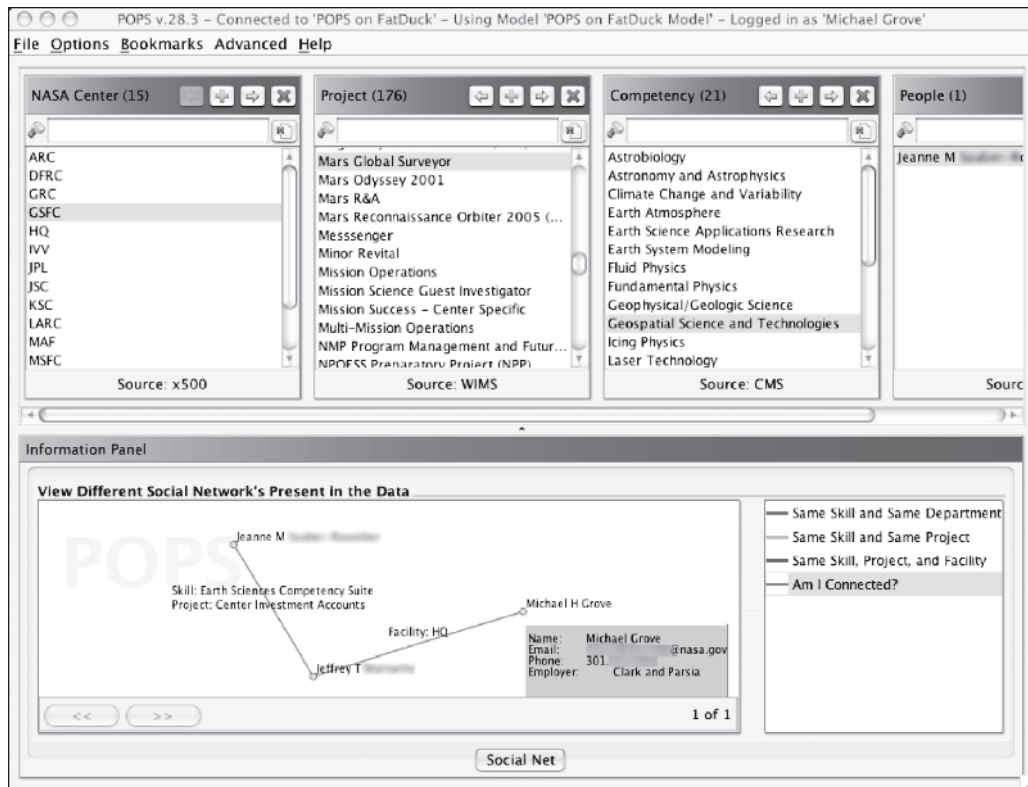 POPS v.28.3 – Connected to 'POPS on FatDuck' – Using Model 'POPS on FatDuck Model' – Logged in as 'Michael Grove'
File Options Bookmarks Advanced Help
NASA Center (15)
ARC
DFRC
GRC
GSFC
HQ
IVV
JPL
JSC
KSC
LARC
MAF
MSFC
Source: x500
Project (176)
Mars Global Surveyor
Mars Odyssey 2001
Mars R&A
Mars Reconnaissance Orbiter 2005 (...
Messsenger
Minor Revital
Mission Operations
Mission Science Guest Investigator
Mission Success – Center Specific
Multi-Mission Operations
NMP Program Management and Futur...
NPOESS Preparatory Project (NPP)
Source: WIMS
Competency (21)
Astrobiology
Astronomy and Astrophysics
Climate Change and Variability
Earth Atmosphere
Earth Science Applications Research
Earth System Modeling
Fluid Physics
Fundamental Physics
Geophysical/Geologic Science
Geospatial Science and Technologies
Icing Physics
Laser Technology
Source: CMS
People (1)
Jeanne M
Sourc
Information Panel
View Different Social Network's Present in the Data
POPS
Jeanne M
Skill: Earth Sciences Competency Suite
Project: Center Investment Accounts
Michael H Grove
Facility: HQ
Jeffrey T
Name: Michael Grove
Email: @nasa.gov
Phone: 301.
Employer: Clark and Parsia
<< >> 1 of 1
Same Skill and Same Department
Same Skill and Same Project
Same Skill, Project, and Facility
Am I Connected?
Social Net